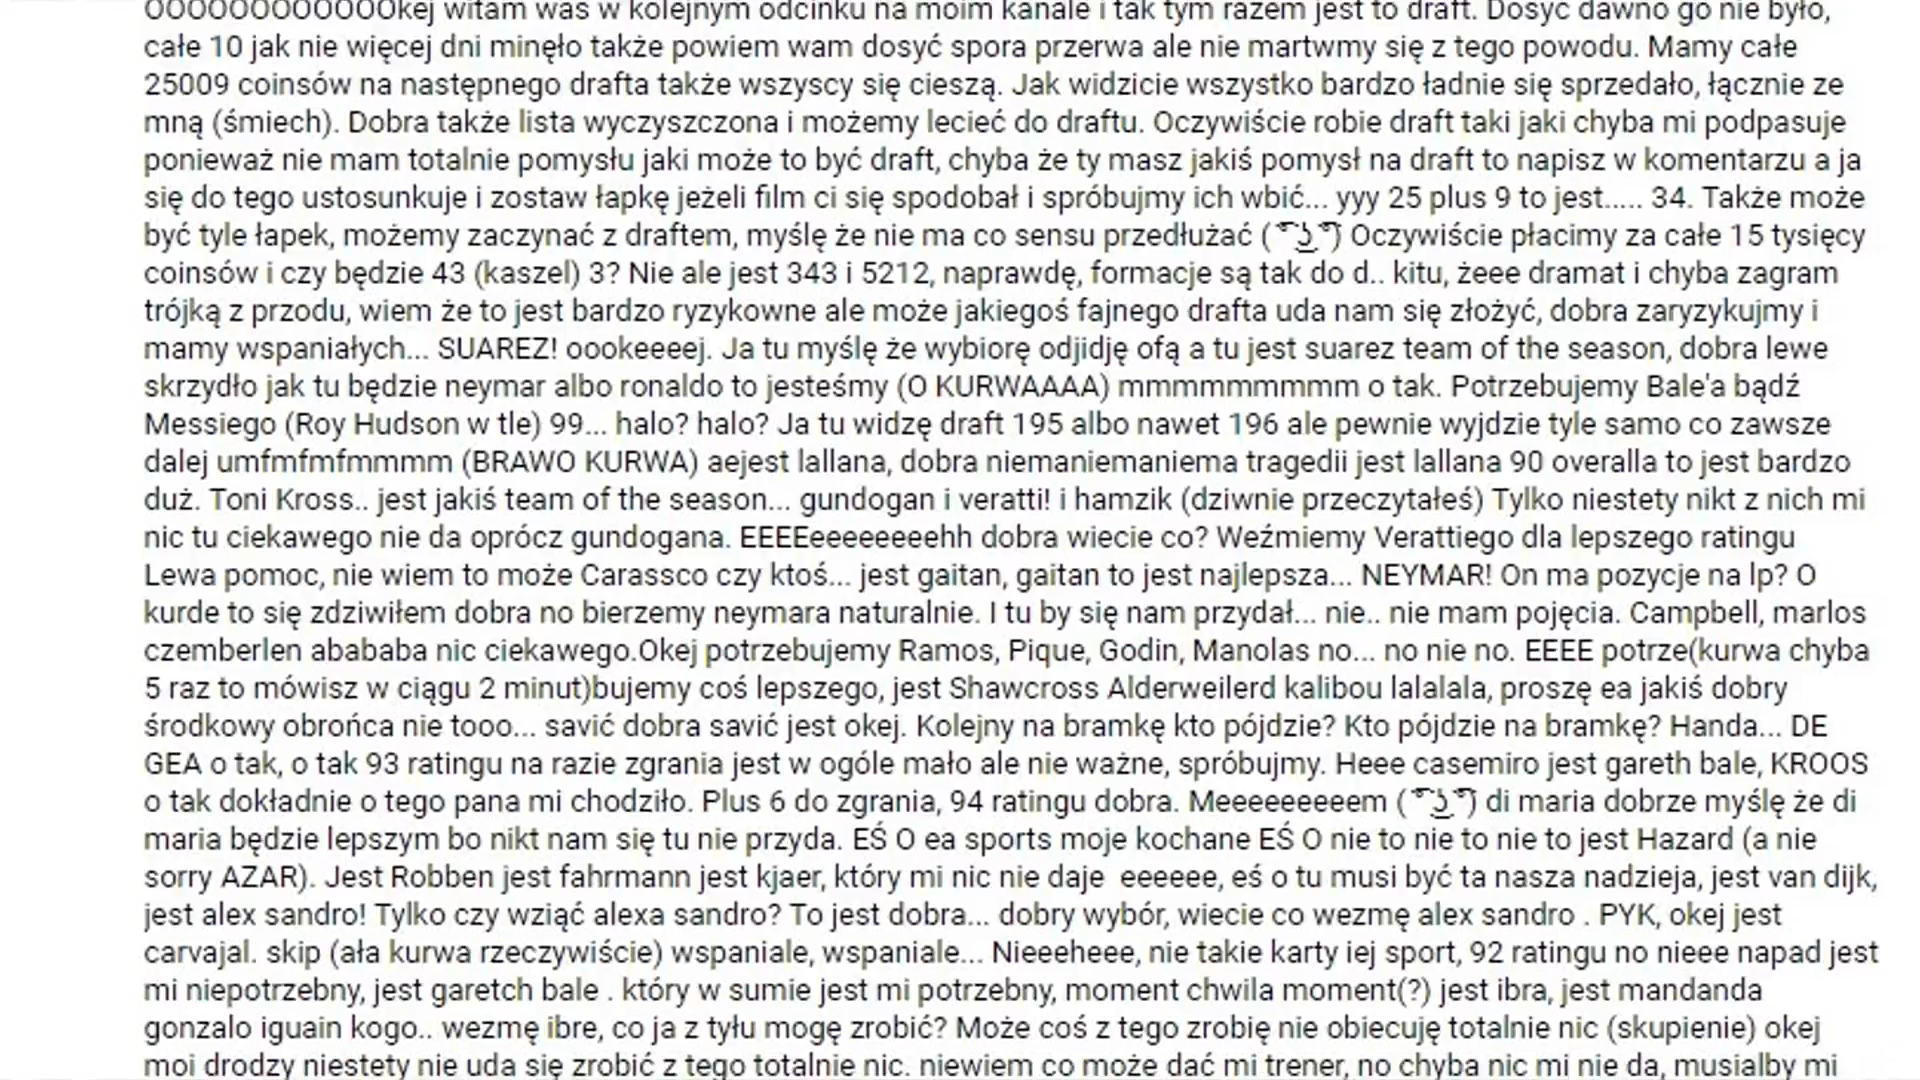 OOOOOOOOOOOOOkej witam was w kolejnym odcinku na moim kanale i tak tym razem jest to draft. Dosyć dawno go nie było,
całe 10 jak nie więcej dni minęło także powiem wam dosyć spora przerwa ale nie martwmy się z tego powodu. Mamy całe
25009 coinsów na następnego drafta także wszyscy się cieszą. Jak widzicie wszystko bardzo ładnie się sprzedało, łącznie ze
mną (śmiech). Dobra także lista wyczyszczona i możemy lecieć do draftu. Oczywiście robie draft taki jaki chyba mi podpasuje
ponieważ nie mam totalnie pomysłu jaki może to być draft, chyba że ty masz jakiś pomysł na draft to napisz w komentarzu a ja
się do tego ustosunkuje i zostaw łapkę jeżeli film ci się spodobał i spróbujmy ich wbić... yyy 25 plus 9 to jest..... 34. Także może
być tyle łapek, możemy zaczynać z draftem, myślę że nie ma co sensu przedłużać ( ͡° ͜ʖ ͡°) Oczywiście płacimy za całe 15 tysięcy
coinsów i czy będzie 43 (kaszel) 3? Nie ale jest 343 i 5212, naprawdę, formacje są tak do d.. kitu, żeee dramat i chyba zagram
trójką z przodu, wiem że to jest bardzo ryzykowne ale może jakiegoś fajnego drafta uda nam się złożyć, dobra zaryzykujmy i
mamy wspaniałych... SUAREZ! oookeeeej. Ja tu myślę że wybiorę odjidję ofą a tu jest suarez team of the season, dobra lewe
skrzydło jak tu będzie neymar albo ronaldo to jesteśmy (O KURWAAAA) mmmmmmmmm o tak. Potrzebujemy Bale'a bądź
Messiego (Roy Hudson w tle) 99... halo? halo? Ja tu widzę draft 195 albo nawet 196 ale pewnie wyjdzie tyle samo co zawsze
dalej umfmfmfmmmm (BRAWO KURWA) aejest lallana, dobra niemaniemaniema tragedii jest lallana 90 overalla to jest bardzo
duż. Toni Kross.. jest jakiś team of the season... gundogan i veratti! i hamzik (dziwnie przeczytałeś) Tylko niestety nikt z nich mi
nic tu ciekawego nie da oprócz gundogana. EEEEeeeeeeeeehh dobra wiecie co? Weźmiemy Verattiego dla lepszego ratingu
Lewa pomoc, nie wiem to może Carassco czy ktoś... jest gaitan, gaitan to jest najlepsza... NEYMAR! On ma pozycje na lp? O
kurde to się zdziwiłem dobra no bierzemy neymara naturalnie. I tu by się nam przydał... nie.. nie mam pojęcia. Campbell, marlos
czemberlen abababa nic ciekawego.Okej potrzebujemy Ramos, Pique, Godin, Manolas no... no nie no. EEEE potrze(kurwa chyba
5 raz to mówisz w ciągu 2 minut)bujemy coś lepszego, jest Shawcross Alderweilerd kalibou lalalala, proszę ea jakiś dobry
środkowy obrońca nie tooo... savić dobra savić jest okej. Kolejny na bramkę kto pójdzie? Kto pójdzie na bramkę? Handa... DE
GEA o tak, o tak 93 ratingu na razie zgrania jest w ogóle mało ale nie ważne, spróbujmy. Heee casemiro jest gareth bale, KROOS
o tak dokładnie o tego pana mi chodziło. Plus 6 do zgrania, 94 ratingu dobra. Meeeeeeeeem ( ͡° ͜ʖ ͡°) di maria dobrze myślę że di
maria będzie lepszym bo nikt nam się tu nie przyda. EŚ O ea sports moje kochane EŚ O nie to nie to nie to jest Hazard (a nie
sorry AZAR). Jest Robben jest fahrmann jest kjaer, który mi nic nie daje  eeeeee, eś o tu musi być ta nasza nadzieja, jest van dijk,
jest alex sandro! Tylko czy wziąć alexa sandro? To jest dobra... dobry wybór, wiecie co wezmę alex sandro . PYK, okej jest
carvajal. skip (ała kurwa rzeczywiście) wspaniale, wspaniale... Nieeeheee, nie takie karty iej sport, 92 ratingu no nieee napad jest
mi niepotrzebny, jest garetch bale . który w sumie jest mi potrzebny, moment chwila moment(?) jest ibra, jest mandanda
gonzalo iguain kogo.. wezmę ibre, co ja z tyłu mogę zrobić? Może coś z tego zrobię nie obiecuję totalnie nic (skupienie) okej
moi drodzy niestety nie uda się zrobić z tego totalnie nic. niewiem co może dać mi trener, no chyba nic mi nie da, musialby mi